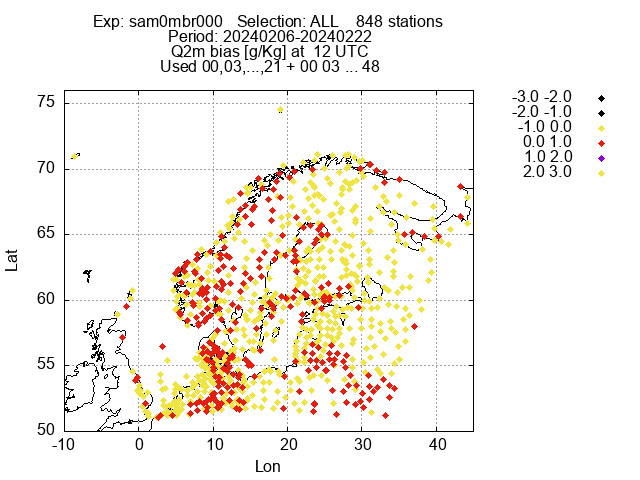 Exp: sam0mbr000 Selection: ALL 848 stations
Period: 20240206-20240222
Q2m bias [g/Kg] at 12 UTC
Used 00,03,...,21 + 00 03 ... 48
-3.0 -2.0
-2.0 -1.0
-1.0 0.0
0.0 1.0
1.0 2.0
2.0 3.0
75
70
65
60
55
50
Lat
-10 0 10 20 30 40
Lon